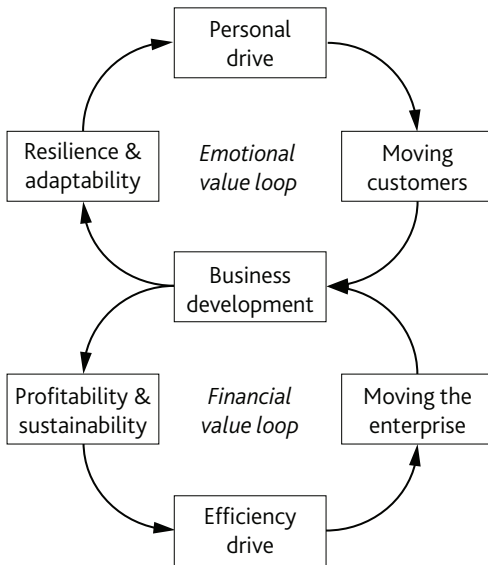 Personal
drive
Resilience &
adaptability
Emotional
value loop
Moving
customers
Business
development
Profitability &
sustainability
Financial
value loop
Moving the
enterprise
Efficiency
drive